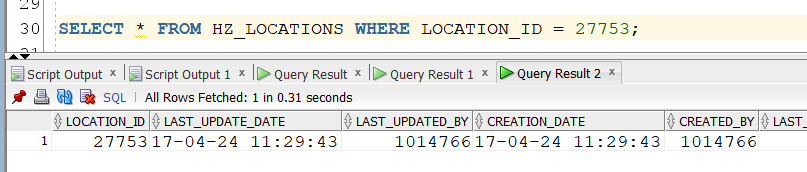 29
30 SELECT * FROM HZ_LOCATIONS WHERE LOCATION_ID = 27753;
Script Output × Script Output 1 × Query Result × Query Result 1 × Query Result 2 ×
SQL | All Rows Fetched: 1 in 0.31 seconds
LOCATION_ID LAST_UPDATE_DATE LAST_UPDATED_BY CREATION_DATE CREATED_BY LAST_
1 27753 17-04-24 11:29:43 1014766 17-04-24 11:29:43 1014766